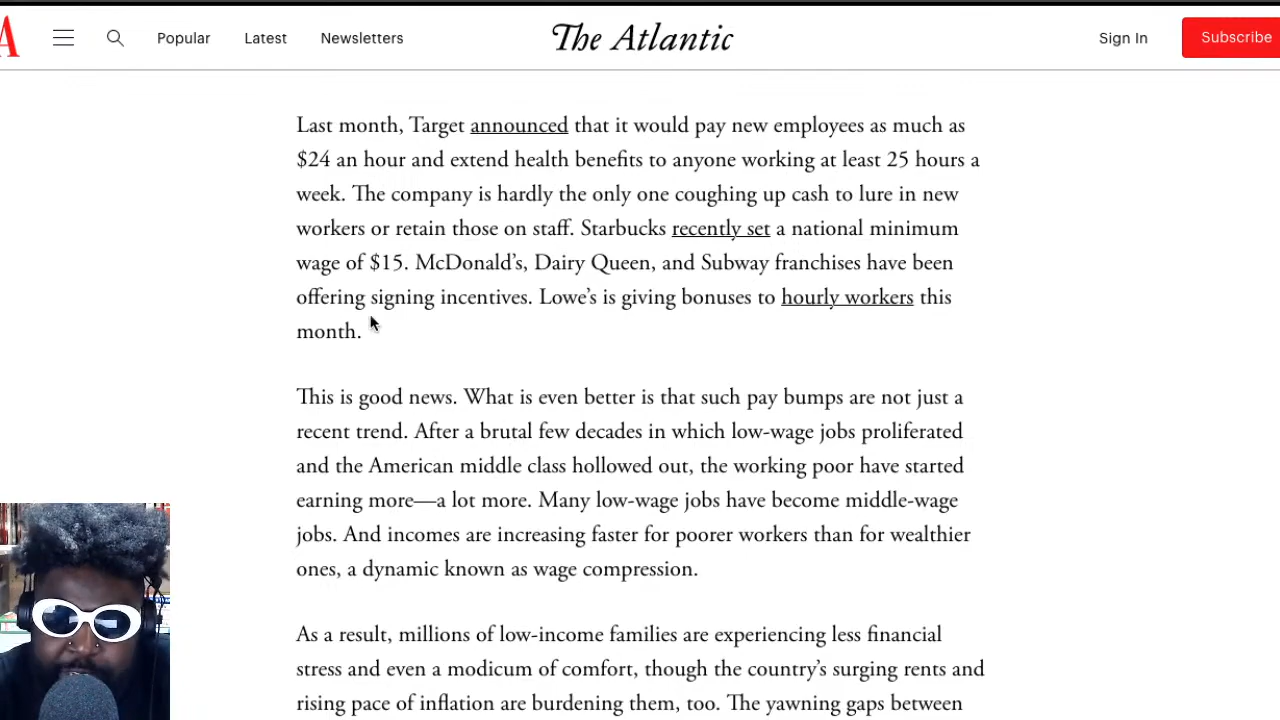 A Popular Latest Newsletters The Atlantic Sign In Subscribe
Last month, Target announced that it would pay new employees as much as
$24 an hour and extend health benefits to anyone working at least 25 hours a
week. The company is hardly the only one coughing up cash to lure in new
workers or retain those on staff. Starbucks recently set a national minimum
wage of $15. McDonald’s, Dairy Queen, and Subway franchises have been
offering signing incentives. Lowe’s is giving bonuses to hourly workers this
month.
This is good news. What is even better is that such pay bumps are not just a
recent trend. After a brutal few decades in which low-wage jobs proliferated
and the American middle class hollowed out, the working poor have started
earning more—a lot more. Many low-wage jobs have become middle-wage
jobs. And incomes are increasing faster for poorer workers than for wealthier
ones, a dynamic known as wage compression.
As a result, millions of low-income families are experiencing less financial
stress and even a modicum of comfort, though the country’s surging rents and
rising pace of inflation are burdening them, too. The yawning gaps between